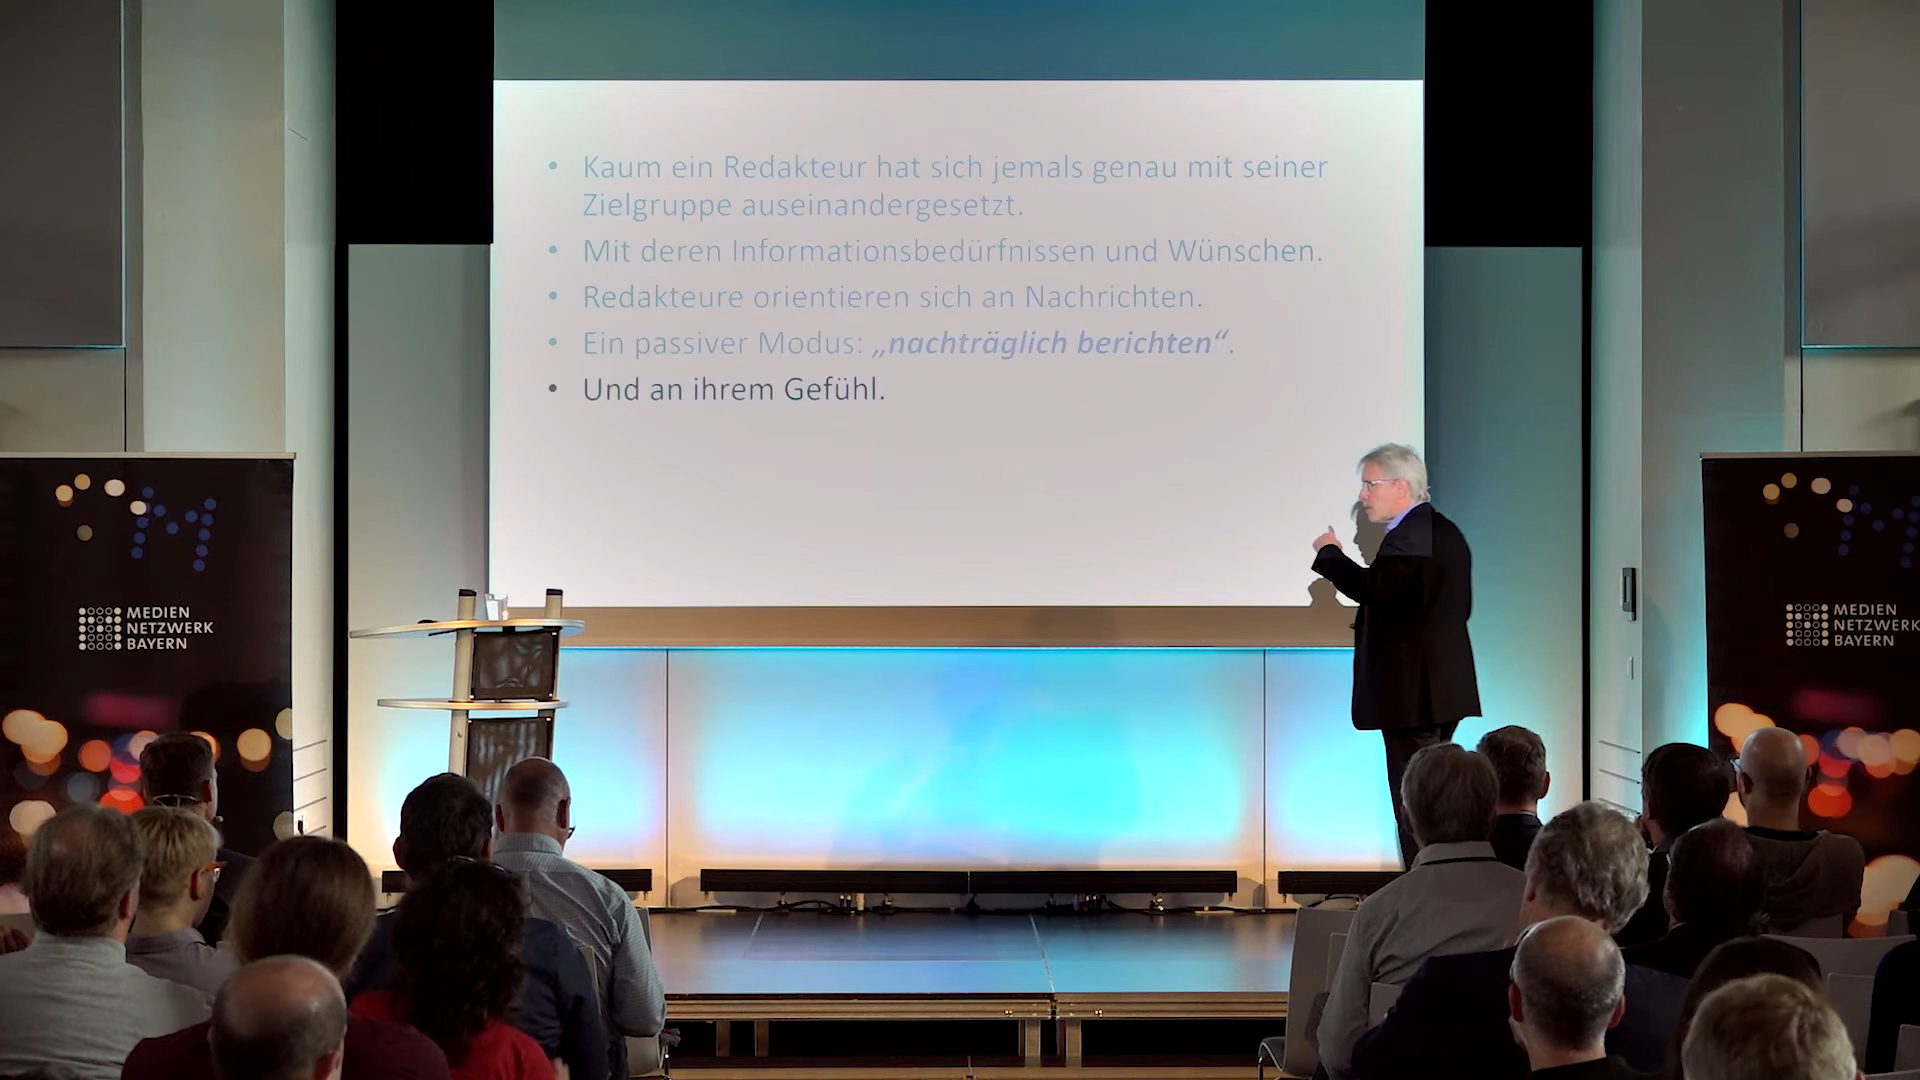 • Kaum ein Redakteur hat sich jemals genau mit seiner
Zielgruppe auseinandergesetzt.
• Mit deren Informationsbedürfnissen und Wünschen.
• Redakteure orientieren sich an Nachrichten.
• Ein passiver Modus: „nachträglich berichten“.
• Und an ihrem Gefühl.
M
MEDIEN
NETZWERK
BAYERN
M
MEDIEN
NETZWERK
BAYERN